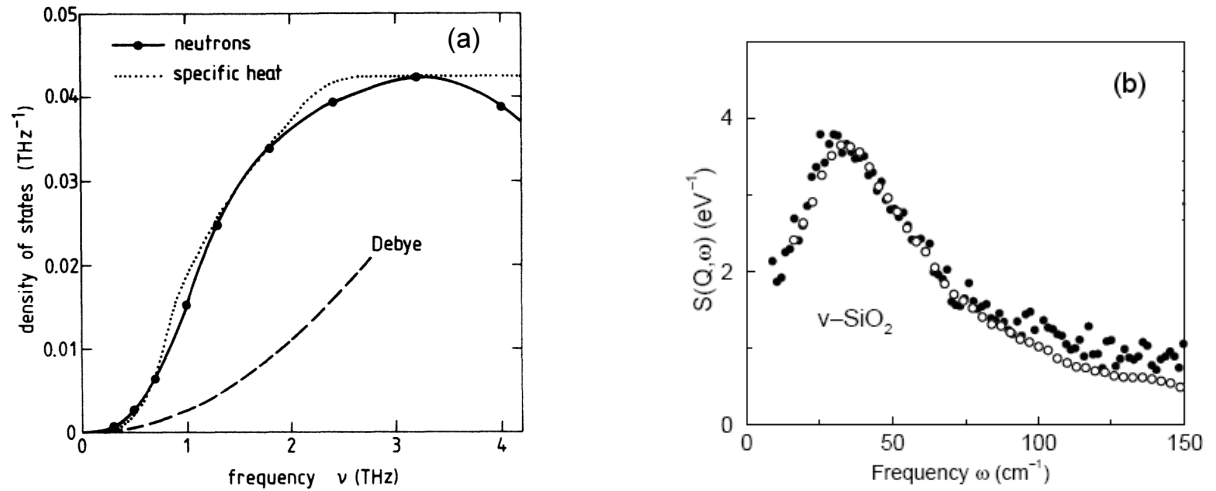 0.05
0.04
0.03
0.02
0.01
0
density of states (THz⁻¹)
(a)
neutrons
specific heat
Debye
0 1 2 3 4
frequency ν (THz)
(b)
4
2
0
S(Q,ω) (eV⁻¹)
v–SiO₂
0 50 100 150
Frequency ω (cm⁻¹)